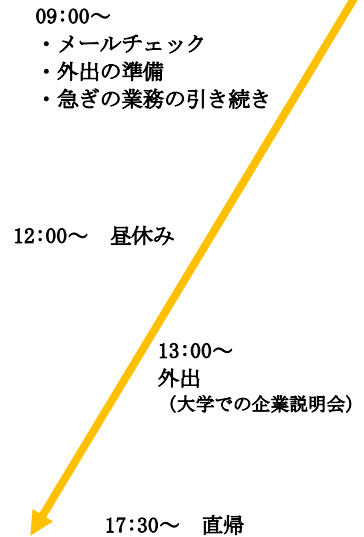 09:00～
・メールチェック
・外出の準備
・急ぎの業務の引き続き
12:00～　昼休み
13:00～
外出
（大学での企業説明会）
17:30～　直帰